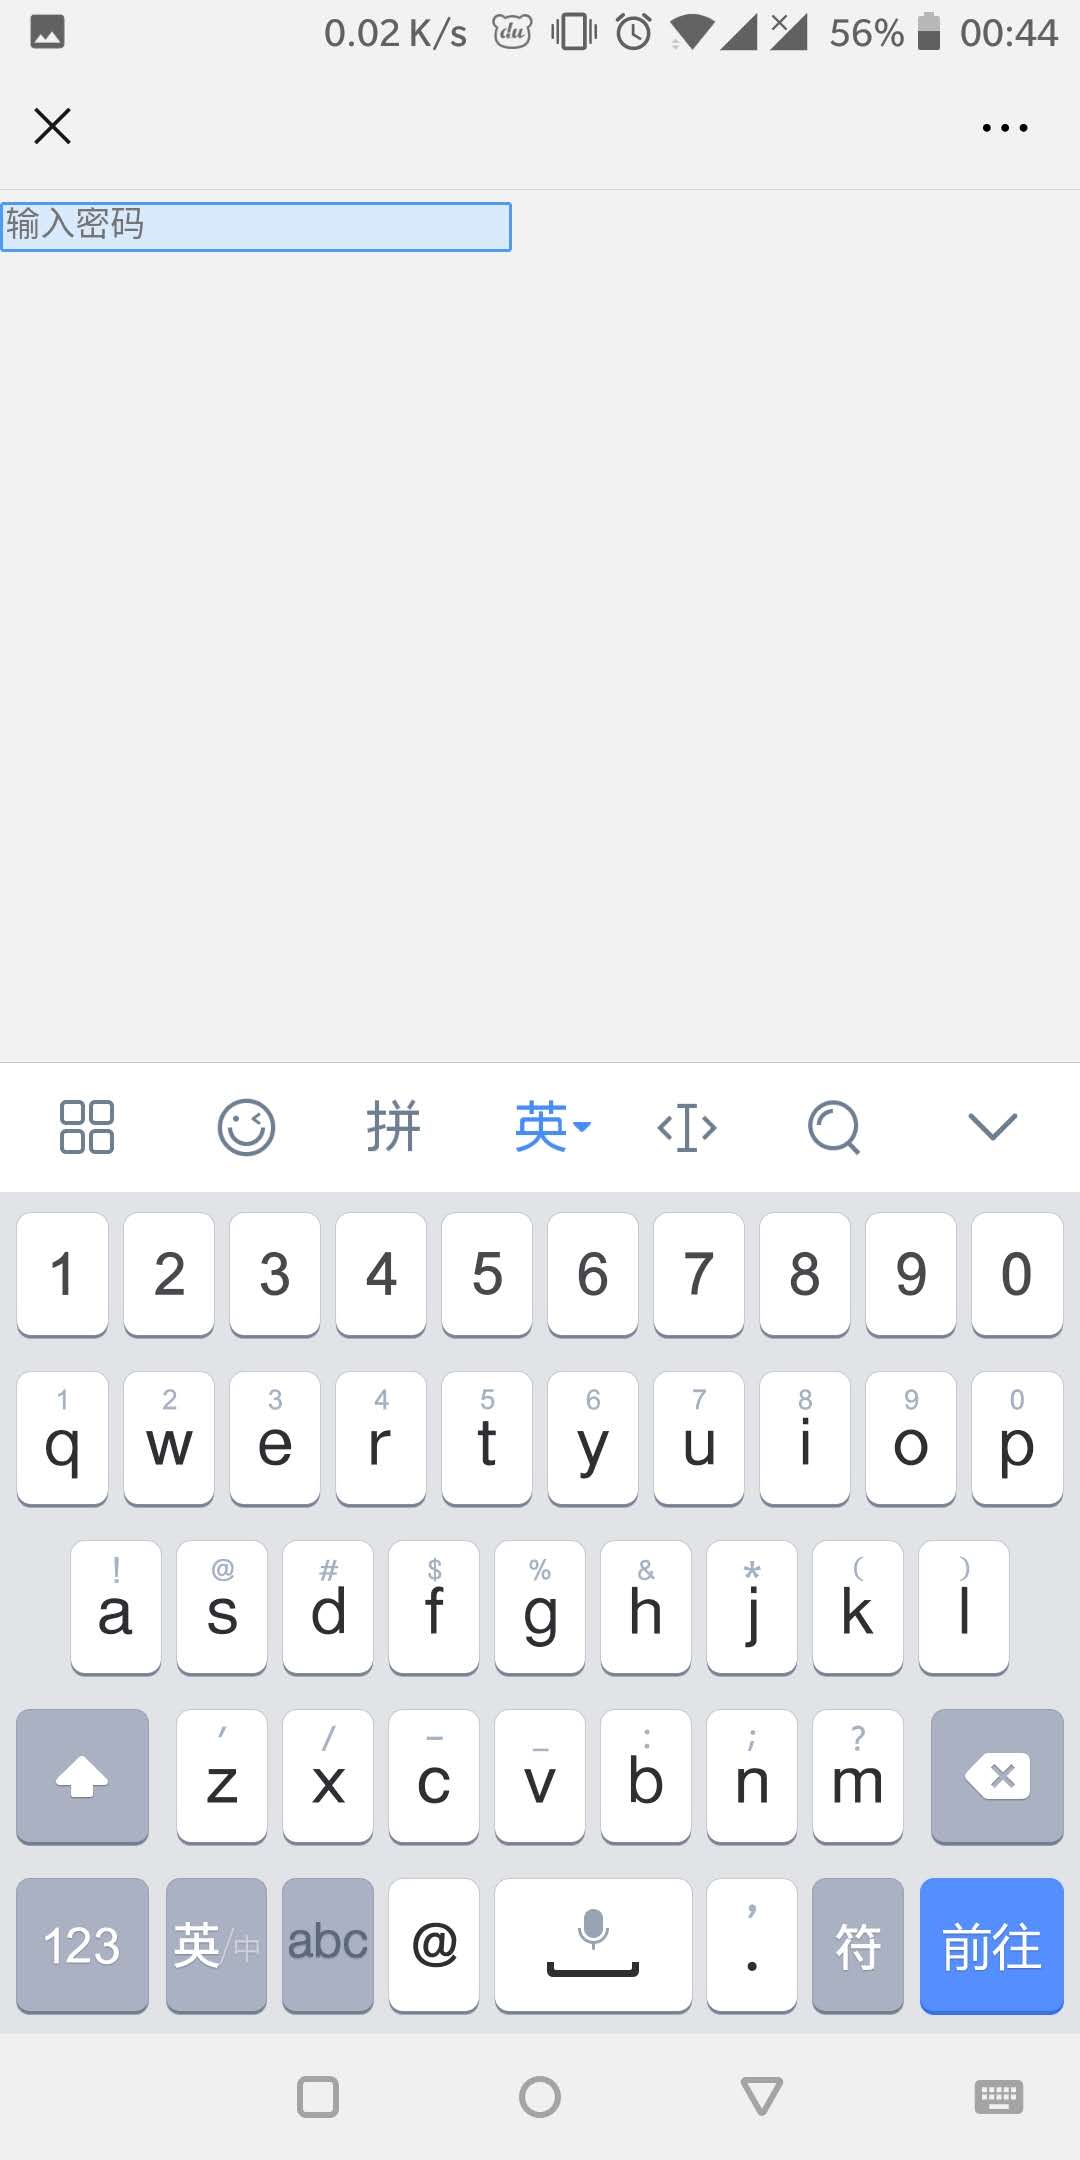 0.02 K/s du 56% 00:44
输入密码
拼 英
1 2 3 4 5 6 7 8 9 0
1 2 3 4 5 6 7 8 9 0
q w e r t y u i o p
! @ # $ % & * ( )
a s d f g h j k l
' / - _ : ; ?
z x c v b n m
123 英/中 abc @ , . 符 前往